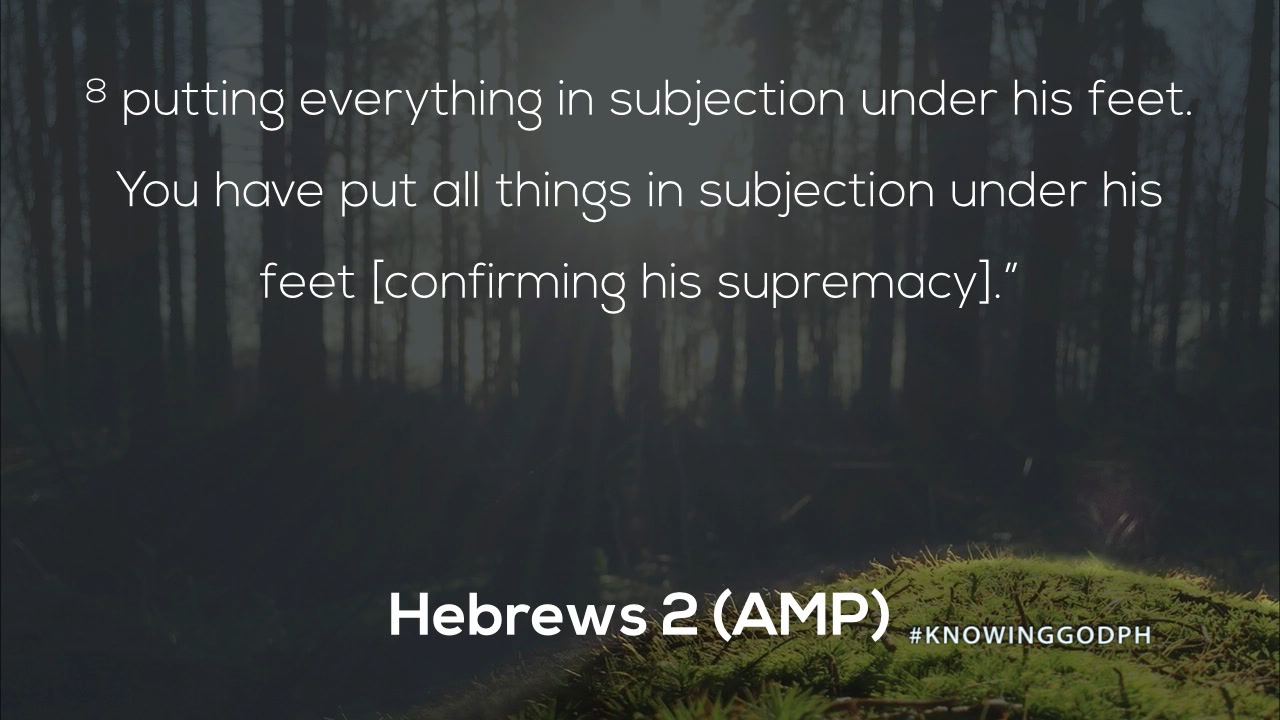 8 putting everything in subjection under his feet.
You have put all things in subjection under his
feet [confirming his supremacy].”
Hebrews 2 (AMP)
#KNOWINGGODPH